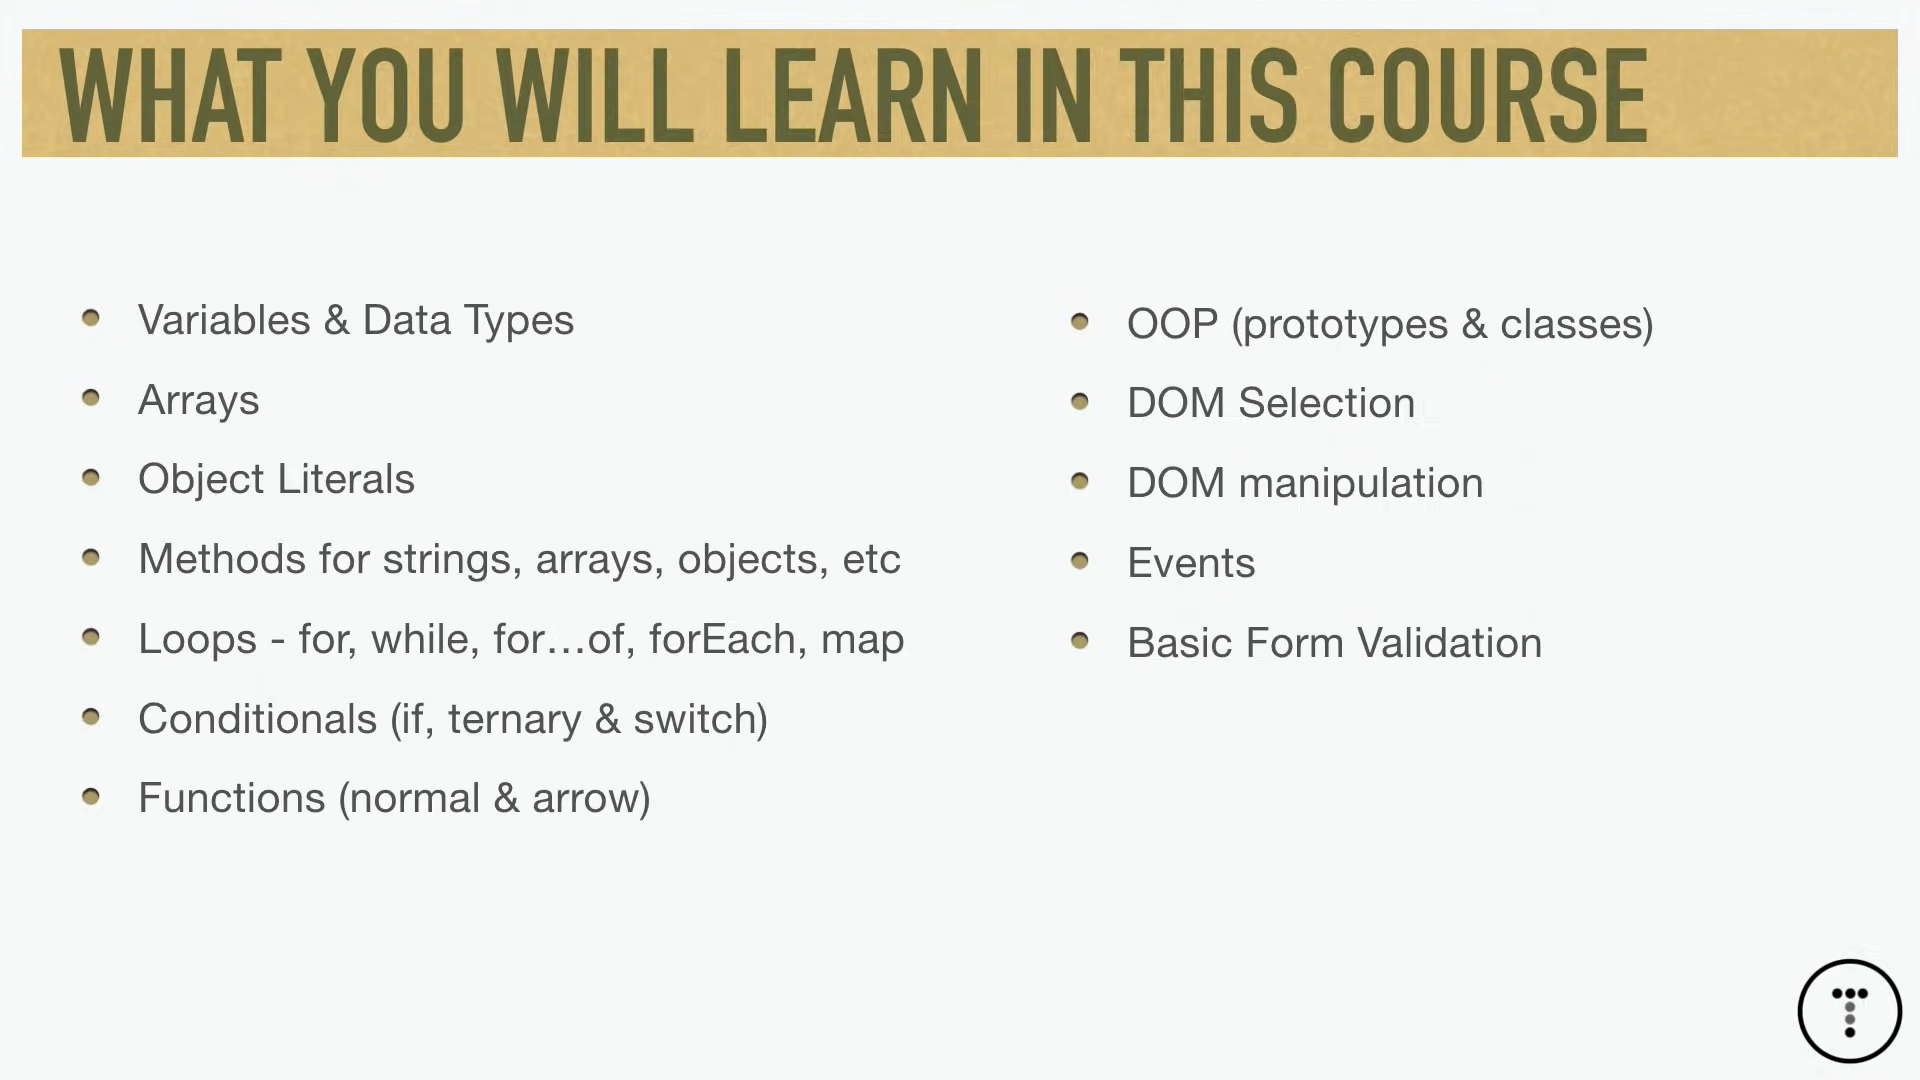 WHAT YOU WILL LEARN IN THIS COURSE
Variables & Data Types
Arrays
Object Literals
Methods for strings, arrays, objects, etc
Loops - for, while, for…of, forEach, map
Conditionals (if, ternary & switch)
Functions (normal & arrow)
OOP (prototypes & classes)
DOM Selection
DOM manipulation
Events
Basic Form Validation
T